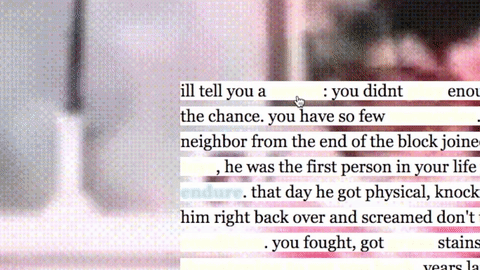 ill tell you a : you didnt enou
the chance. you have so few .
neighbor from the end of the block joine
, he was the first person in your life
endure. that day he got physical, knock
him right back over and screamed don't
. you fought, got stains
years la